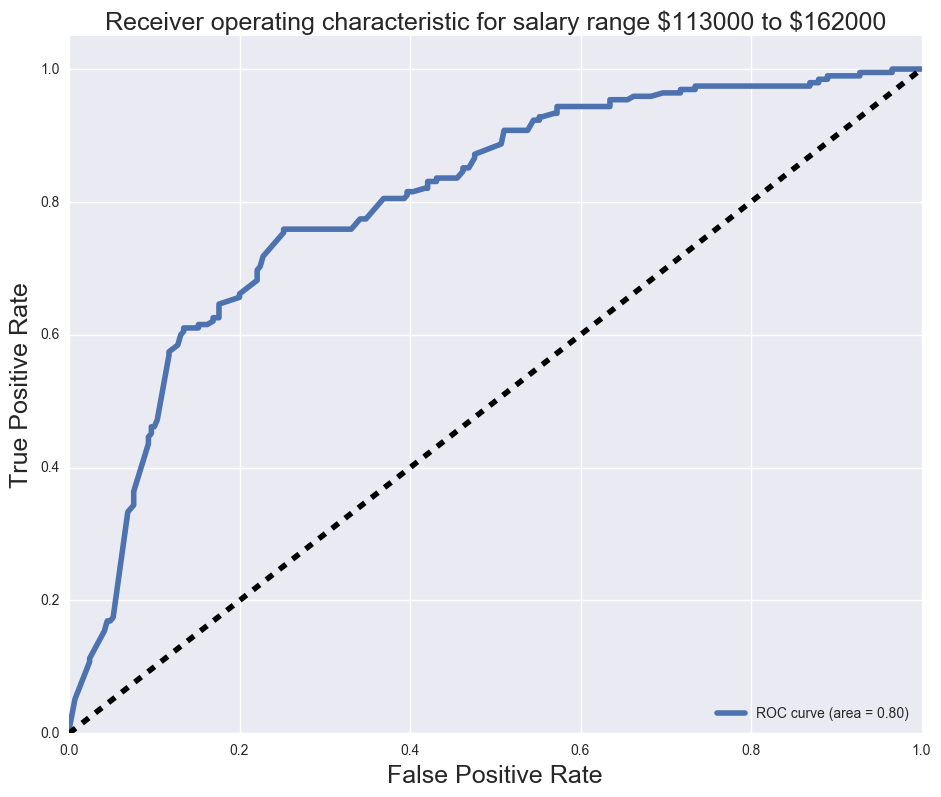 Receiver operating characteristic for salary range $113000 to $162000
True Positive Rate
1.0
0.8
0.6
0.4
0.2
0.0
ROC curve (area = 0.80)
0.0 0.2 0.4 0.6 0.8 1.0
False Positive Rate